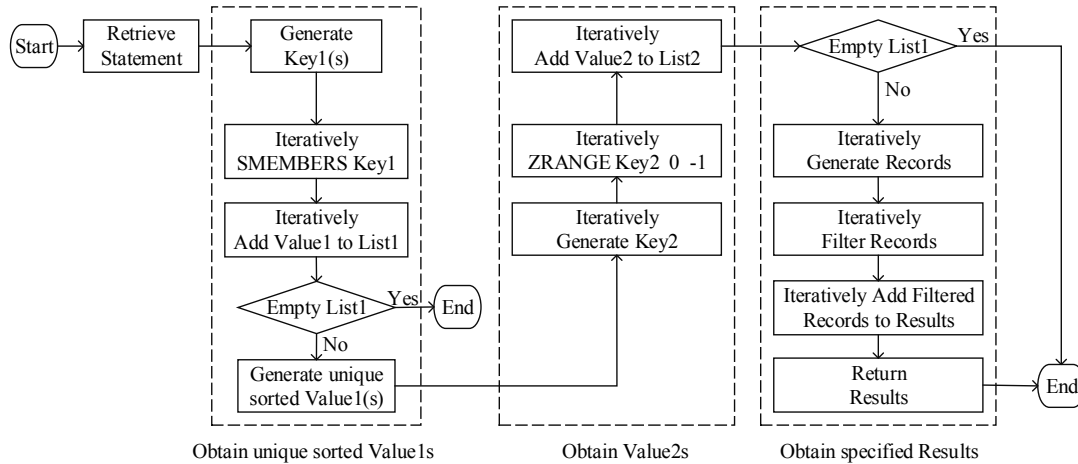 Start
Retrieve
Statement
Generate
Key1(s)
Iteratively
SMEMBERS Key1
Iteratively
Add Value1 to List1
Empty List1
Yes
End
No
Generate unique
sorted Value1(s)
Obtain unique sorted Value1s
Iteratively
Add Value2 to List2
Iteratively
ZRANGE Key2 0 -1
Iteratively
Generate Key2
Obtain Value2s
Empty List1
Yes
No
Iteratively
Generate Records
Iteratively
Filter Records
Iteratively Add Filtered
Records to Results
Return
Results
End
Obtain specified Results